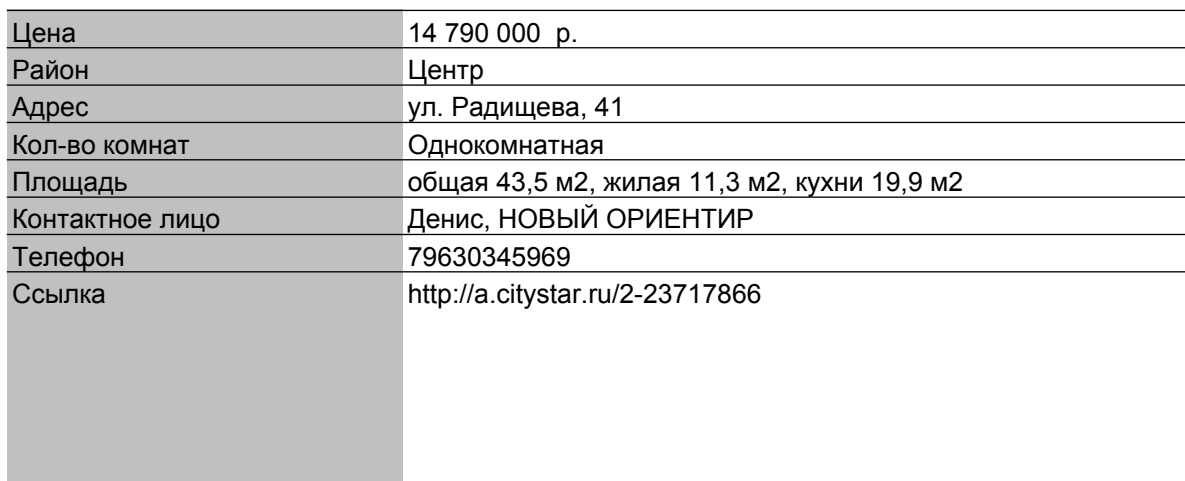 Цена 14 790 000 р.
Район Центр
Адрес ул. Радищева, 41
Кол-во комнат Однокомнатная
Площадь общая 43,5 м2, жилая 11,3 м2, кухни 19,9 м2
Контактное лицо Денис, НОВЫЙ ОРИЕНТИР
Телефон 79630345969
Ссылка http://a.citystar.ru/2-23717866